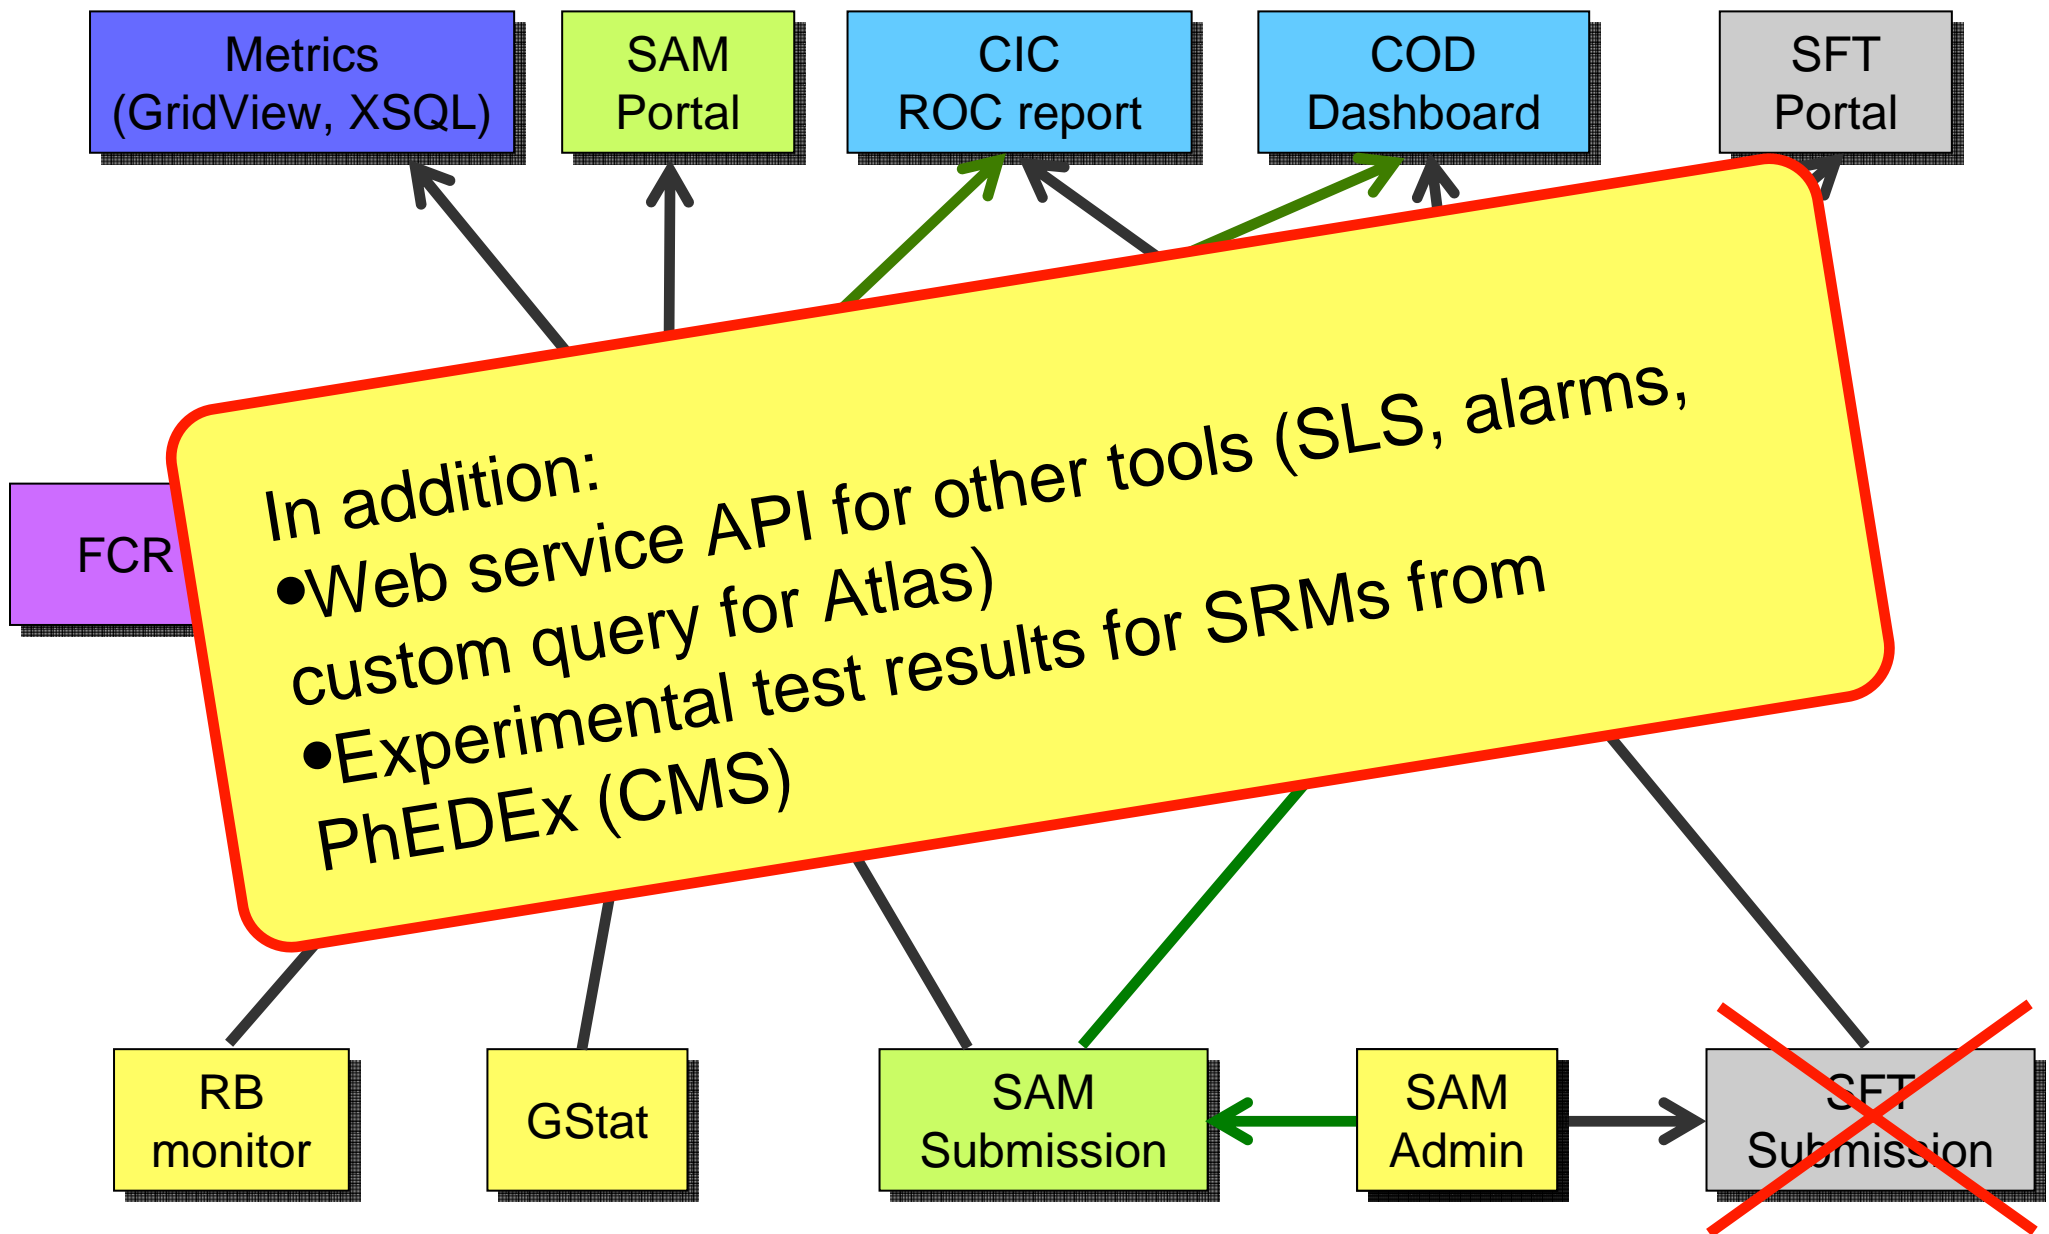 Metrics
(GridView, XSQL)
SAM
Portal
CIC
ROC report
COD
Dashboard
SFT
Portal
FCR
In addition:
•Web service API for other tools (SLS, alarms,
custom query for Atlas)
•Experimental test results for SRMs from
PhEDEx (CMS)
RB
monitor
GStat
SAM
Submission
SAM
Admin
SFT
Submission